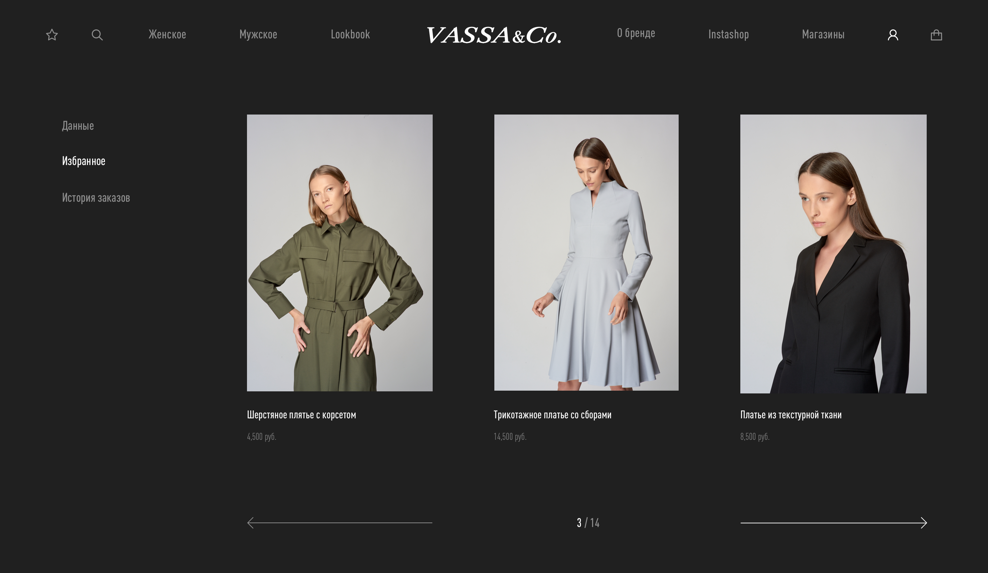 Женское
Мужское
Lookbook
VASSA&Co.
О бренде
Instashop
Магазины
Данные
Избранное
История заказов
Шерстяное плятье с корсетом
4,500 руб.
Трикотажное платье со сборами
14,500 руб.
Платье из текстурной ткани
8,500 руб.
3 / 14